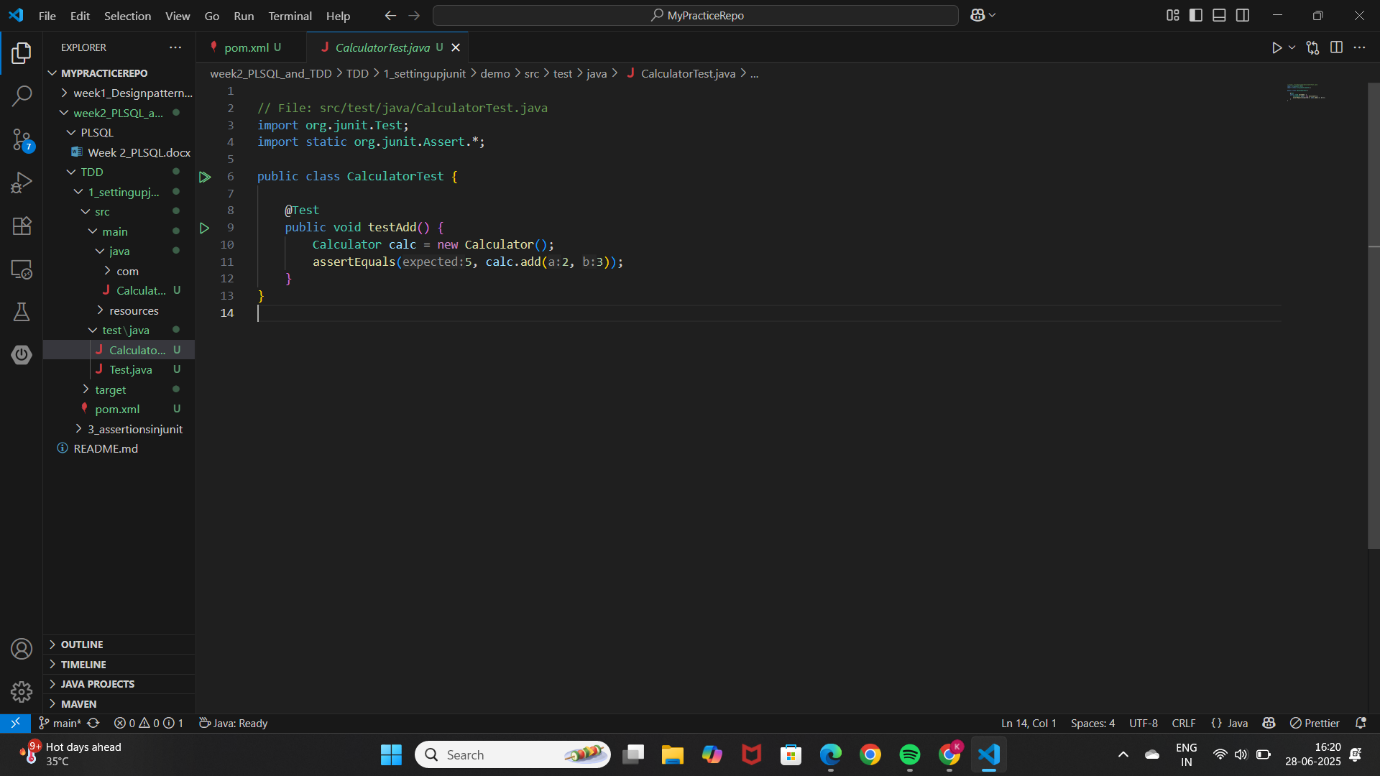 File Edit Selection View Go Run Terminal Help
MyPracticeRepo
EXPLORER
MYPRACTICEREPO
week1_Designpattern...
week2_PLSQL_a...
PLSQL
Week 2_PLSQL.docx
TDD
1_settingupj...
src
main
java
com
Calculat... U
resources
test\java
Calculato... U
Test.java U
target
pom.xml U
3_assertionsinjunit
README.md
OUTLINE
TIMELINE
JAVA PROJECTS
MAVEN
7
pom.xml U
CalculatorTest.java U
week2_PLSQL_and_TDD > TDD > 1_settingupjunit > demo > src > test > java > CalculatorTest.java > ...
1
2 // File: src/test/java/CalculatorTest.java
3 import org.junit.Test;
4 import static org.junit.Assert.*;
5
6 public class CalculatorTest {
7
8 @Test
9 public void testAdd() {
10 Calculator calc = new Calculator();
11 assertEquals(expected:5, calc.add(a:2, b:3));
12 }
13 }
14
main* 0 0 1 Java: Ready
Ln 14, Col 1 Spaces: 4 UTF-8 CRLF {} Java Prettier
9+ Hot days ahead
35°C
Search
K
ENG
IN
16:20
28-06-2025